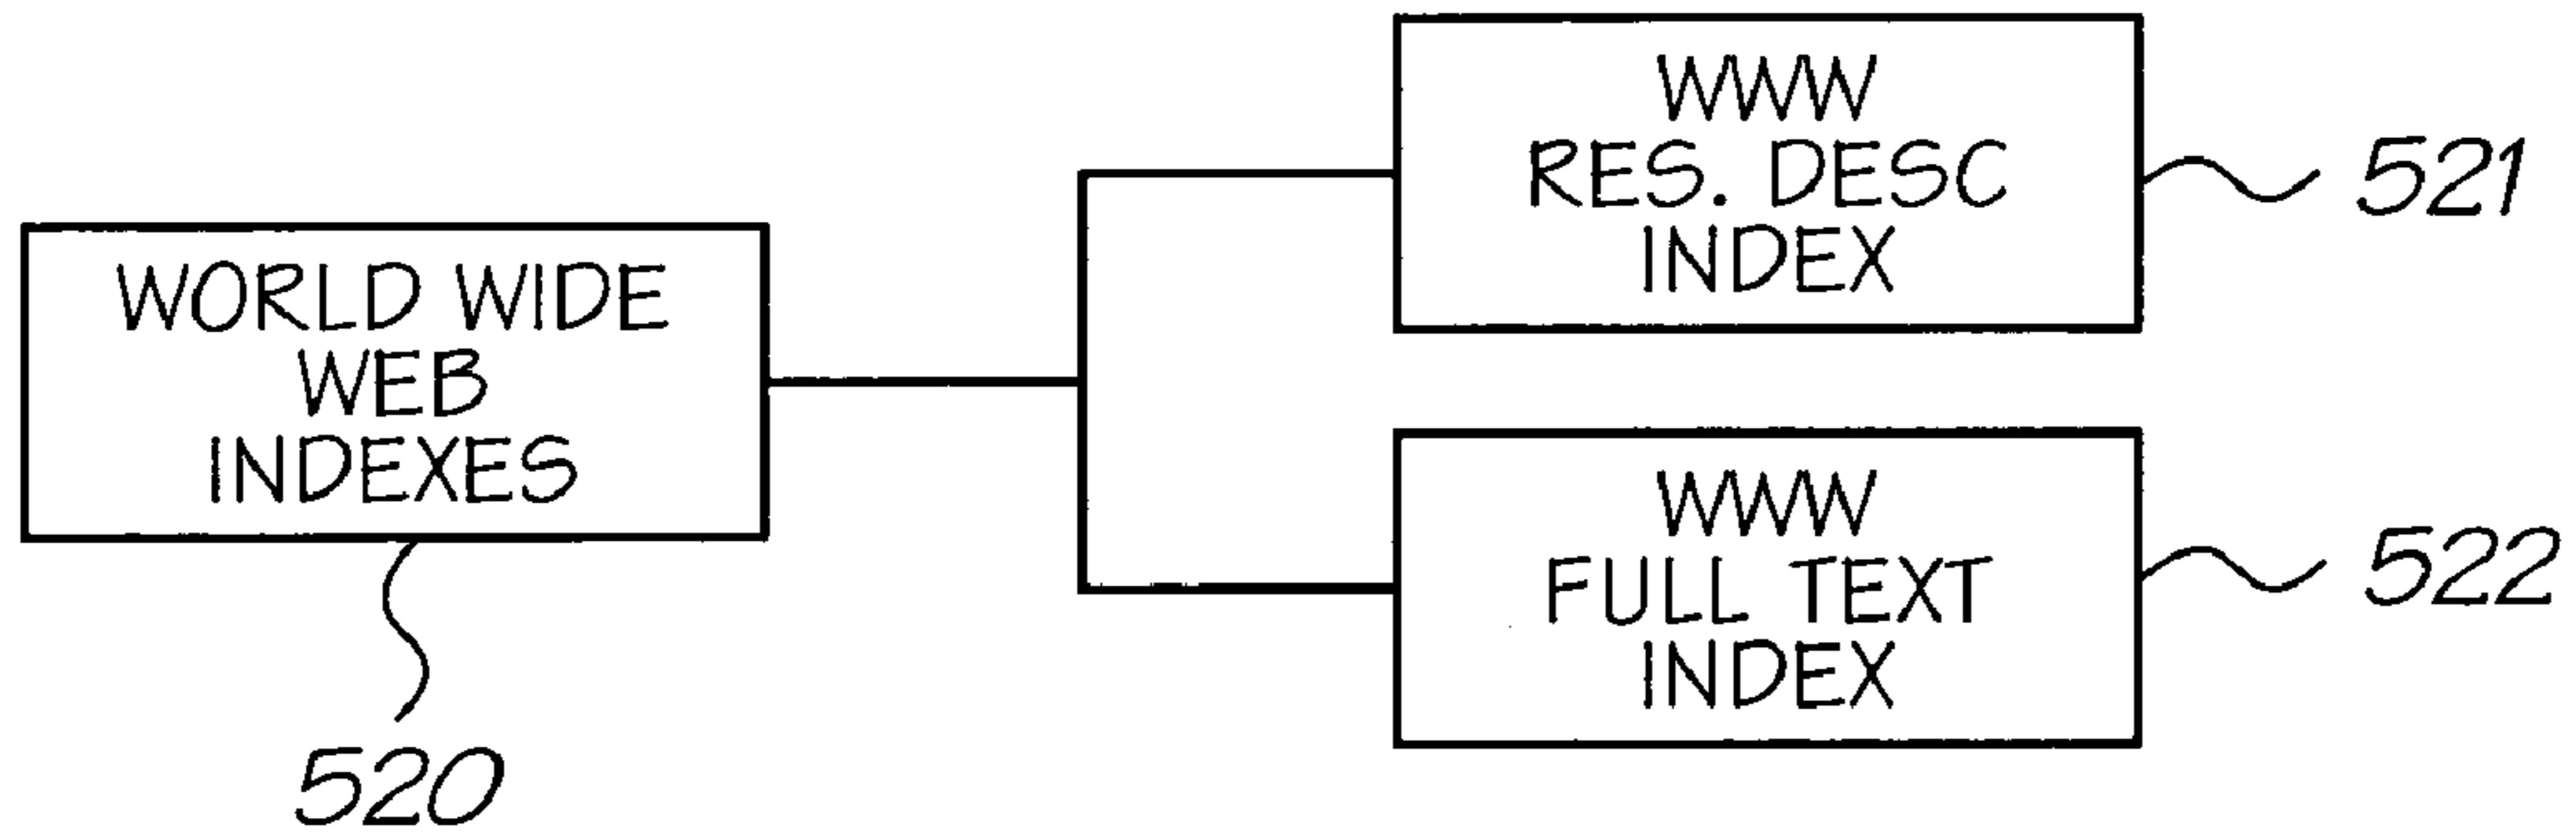 WORLD WIDE
WEB
INDEXES
520
WWW
RES. DESC
INDEX
521
WWW
FULL TEXT
INDEX
522